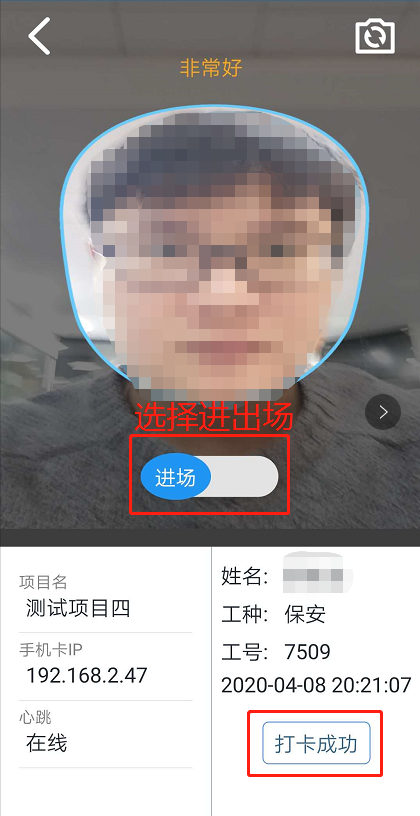 非常好
选择进出场
进场
项目名
测试项目四
手机卡IP
192.168.2.47
心跳
在线
姓名:
工种: 保安
工号: 7509
2020-04-08 20:21:07
打卡成功